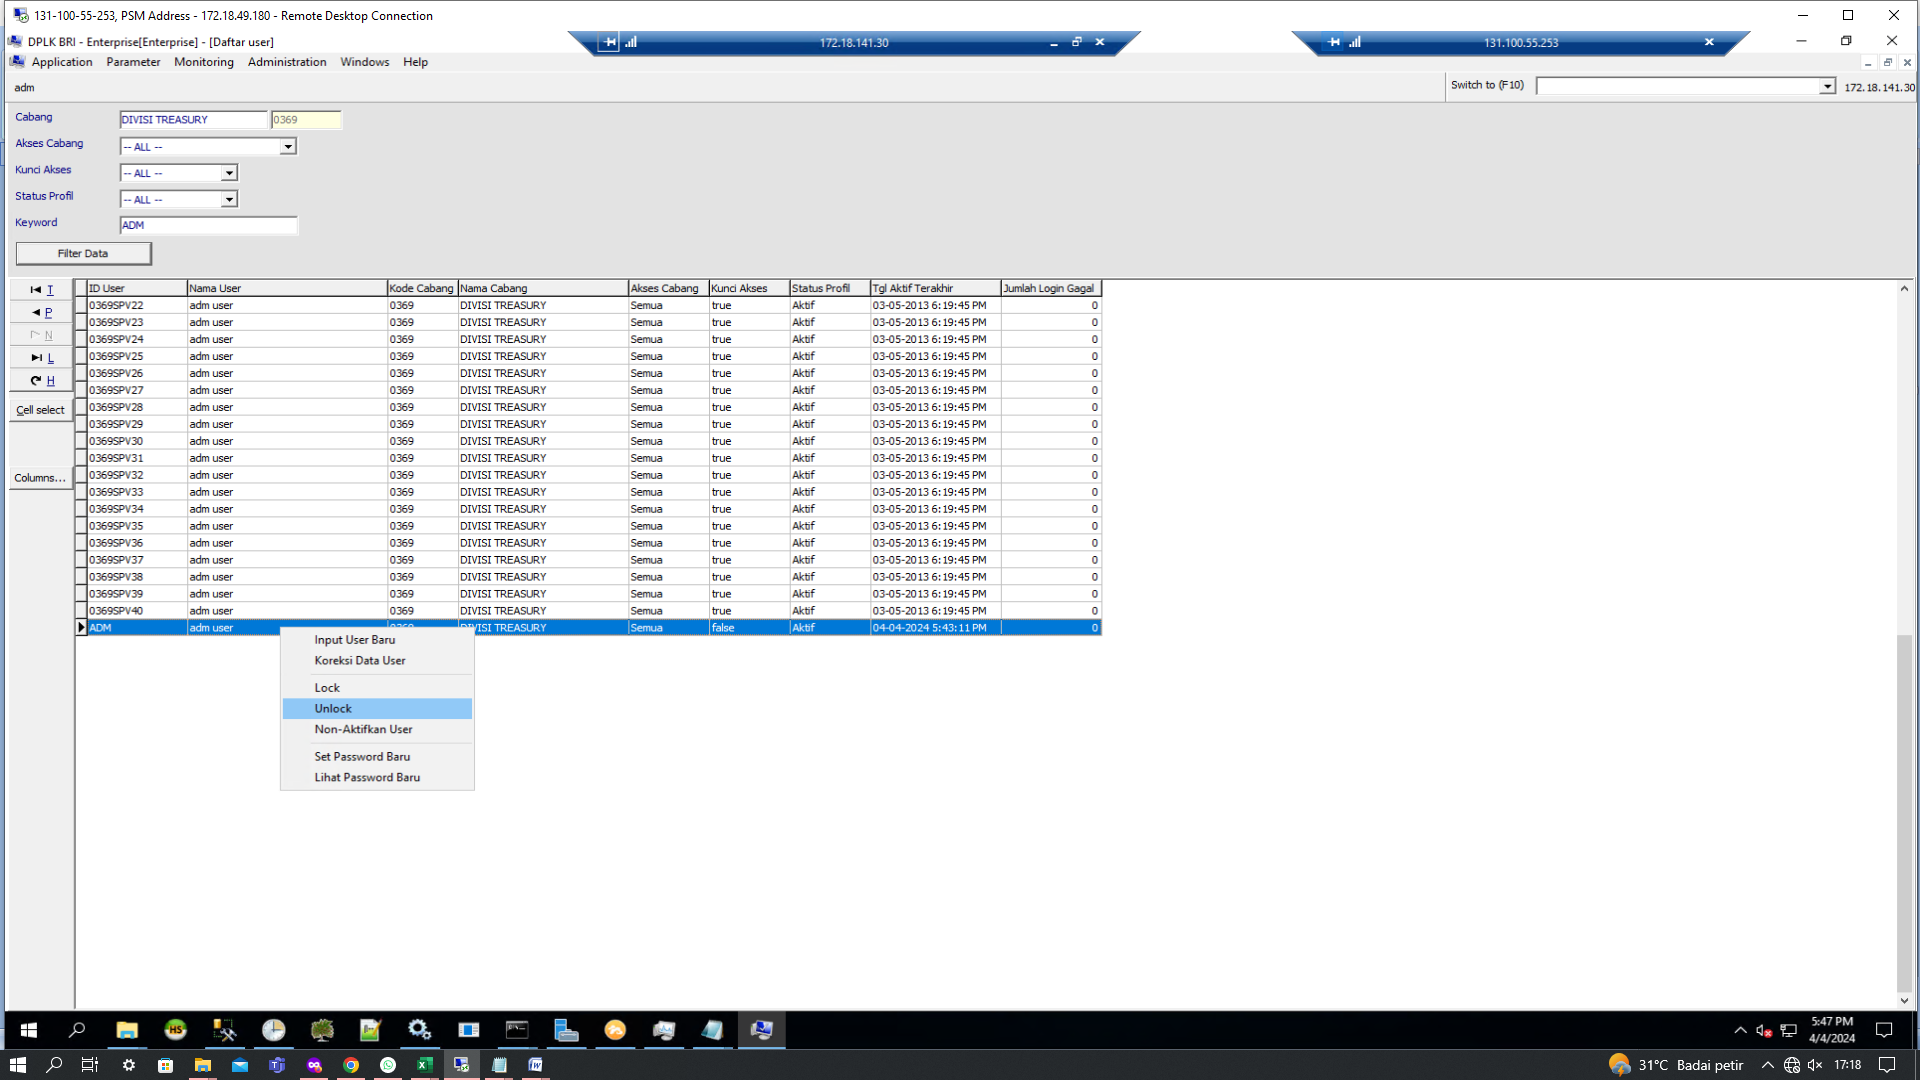 131-100-55-253, PSM Address - 172.18.49.180 - Remote Desktop Connection
DPLK BRI - Enterprise[Enterprise] - [Daftar user]
172.18.141.30
131.100.55.253
Application Parameter Monitoring Administration Windows Help
adm
Switch to (F10)
172.18.141.30
Cabang DIVISI TREASURY 0369
Akses Cabang -- ALL --
Kunci Akses -- ALL --
Status Profil -- ALL --
Keyword ADM
Filter Data
T
P
N
L
H
Cell select
Columns...
ID User Nama User Kode Cabang Nama Cabang Akses Cabang Kunci Akses Status Profil Tgl Aktif Terakhir Jumlah Login Gagal
0369SPV22 adm user 0369 DIVISI TREASURY Semua true Aktif 03-05-2013 6:19:45 PM 0
0369SPV23 adm user 0369 DIVISI TREASURY Semua true Aktif 03-05-2013 6:19:45 PM 0
0369SPV24 adm user 0369 DIVISI TREASURY Semua true Aktif 03-05-2013 6:19:45 PM 0
0369SPV25 adm user 0369 DIVISI TREASURY Semua true Aktif 03-05-2013 6:19:45 PM 0
0369SPV26 adm user 0369 DIVISI TREASURY Semua true Aktif 03-05-2013 6:19:45 PM 0
0369SPV27 adm user 0369 DIVISI TREASURY Semua true Aktif 03-05-2013 6:19:45 PM 0
0369SPV28 adm user 0369 DIVISI TREASURY Semua true Aktif 03-05-2013 6:19:45 PM 0
0369SPV29 adm user 0369 DIVISI TREASURY Semua true Aktif 03-05-2013 6:19:45 PM 0
0369SPV30 adm user 0369 DIVISI TREASURY Semua true Aktif 03-05-2013 6:19:45 PM 0
0369SPV31 adm user 0369 DIVISI TREASURY Semua true Aktif 03-05-2013 6:19:45 PM 0
0369SPV32 adm user 0369 DIVISI TREASURY Semua true Aktif 03-05-2013 6:19:45 PM 0
0369SPV33 adm user 0369 DIVISI TREASURY Semua true Aktif 03-05-2013 6:19:45 PM 0
0369SPV34 adm user 0369 DIVISI TREASURY Semua true Aktif 03-05-2013 6:19:45 PM 0
0369SPV35 adm user 0369 DIVISI TREASURY Semua true Aktif 03-05-2013 6:19:45 PM 0
0369SPV36 adm user 0369 DIVISI TREASURY Semua true Aktif 03-05-2013 6:19:45 PM 0
0369SPV37 adm user 0369 DIVISI TREASURY Semua true Aktif 03-05-2013 6:19:45 PM 0
0369SPV38 adm user 0369 DIVISI TREASURY Semua true Aktif 03-05-2013 6:19:45 PM 0
0369SPV39 adm user 0369 DIVISI TREASURY Semua true Aktif 03-05-2013 6:19:45 PM 0
0369SPV40 adm user 0369 DIVISI TREASURY Semua true Aktif 03-05-2013 6:19:45 PM 0
ADM adm user 0369 DIVISI TREASURY Semua false Aktif 04-04-2024 5:43:11 PM 0
Input User Baru
Koreksi Data User
Lock
Unlock
Non-Aktifkan User
Set Password Baru
Lihat Password Baru
HS
5:47 PM
4/4/2024
31°C Badai petir
17:18